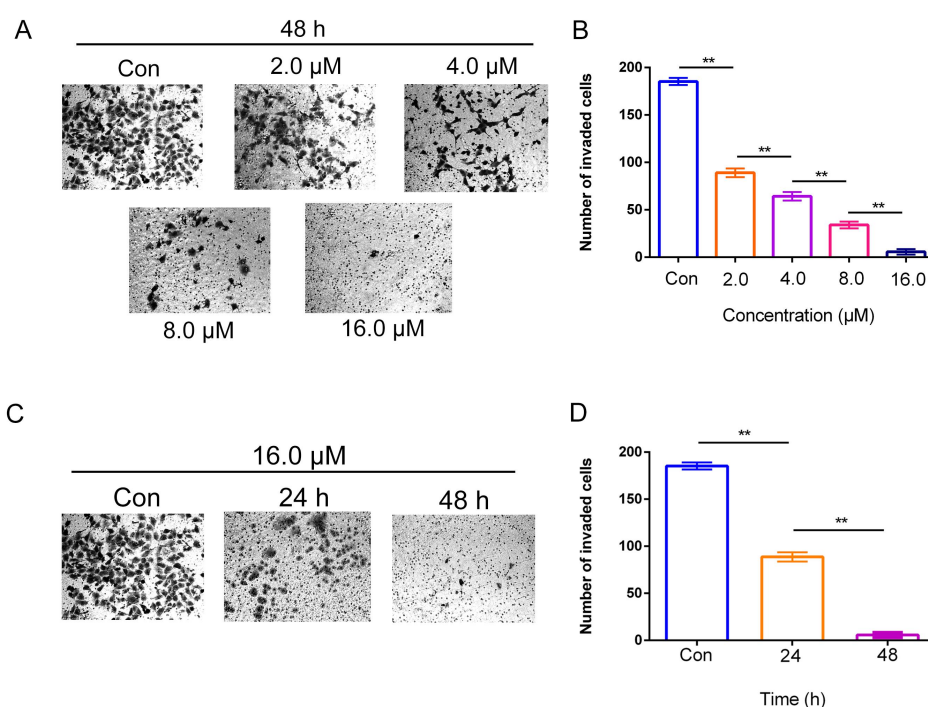 A
48 h
Con 2.0 µM 4.0 µM
8.0 µM 16.0 µM
B
Number of invaded cells
200
150
100
50
0
** ** ** **
Con 2.0 4.0 8.0 16.0
Concentration (µM)
C
16.0 µM
Con 24 h 48 h
D
Number of invaded cells
200
150
100
50
0
** **
Con 24 48
Time (h)